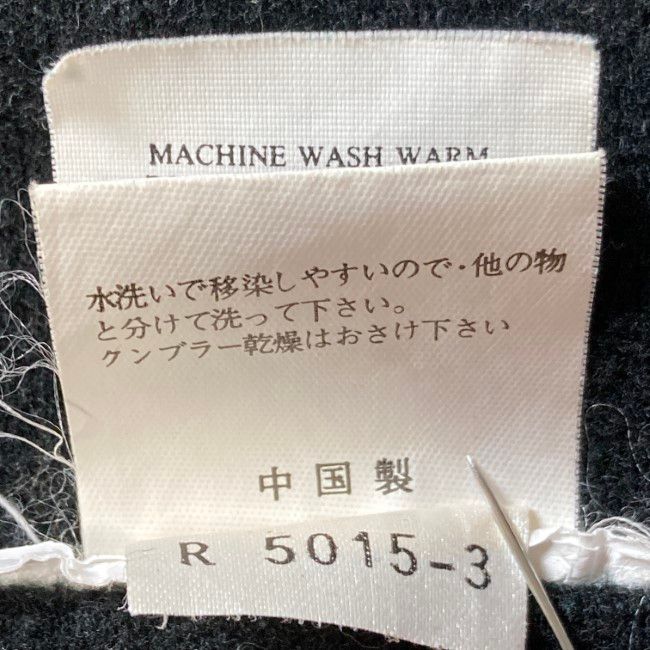 MACHINE WASH WARM
水洗いで移染しやすいので・他の物
と分けて洗って下さい。
クンブラー乾燥はおさけ下さい
中国製
R 5015-3